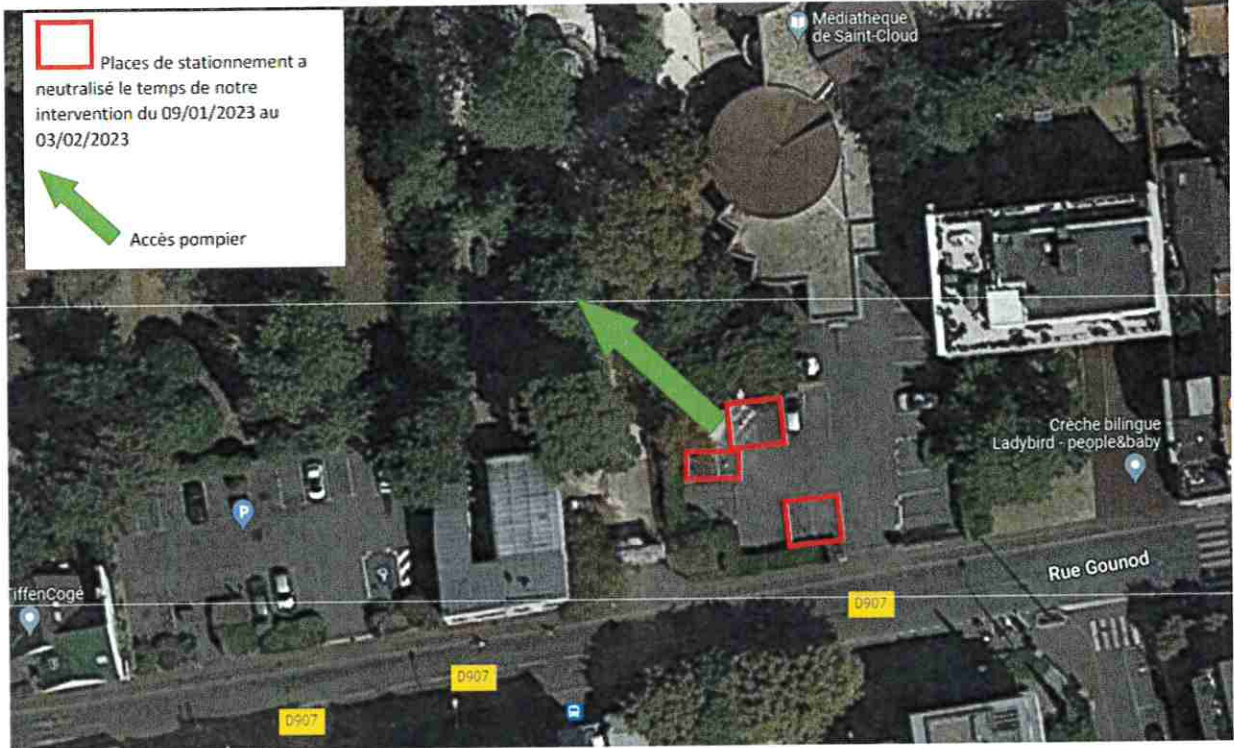 Places de stationnement a
neutralisé le temps de notre
intervention du 09/01/2023 au
03/02/2023
Accès pompier
Médiathèque
de Saint-Cloud
Crèche bilingue
Ladybird - people&baby
P
TiffenCogé
Rue Gounod
D907
D907
D907